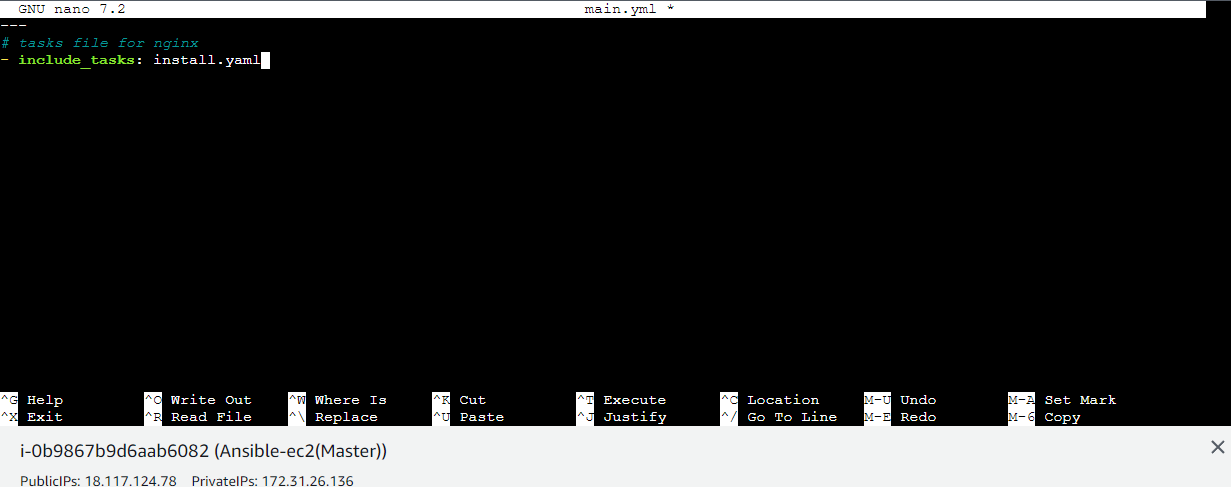 GNU nano 7.2 main.yml *
---
# tasks file for nginx
- include_tasks: install.yaml
^G Help ^O Write Out ^W Where Is ^K Cut ^T Execute ^C Location M-U Undo M-A Set Mark
^X Exit ^R Read File ^\ Replace ^U Paste ^J Justify ^/ Go To Line M-E Redo M-6 Copy
i-0b9867b9d6aab6082 (Ansible-ec2(Master))
PublicIPs: 18.117.124.78 PrivateIPs: 172.31.26.136